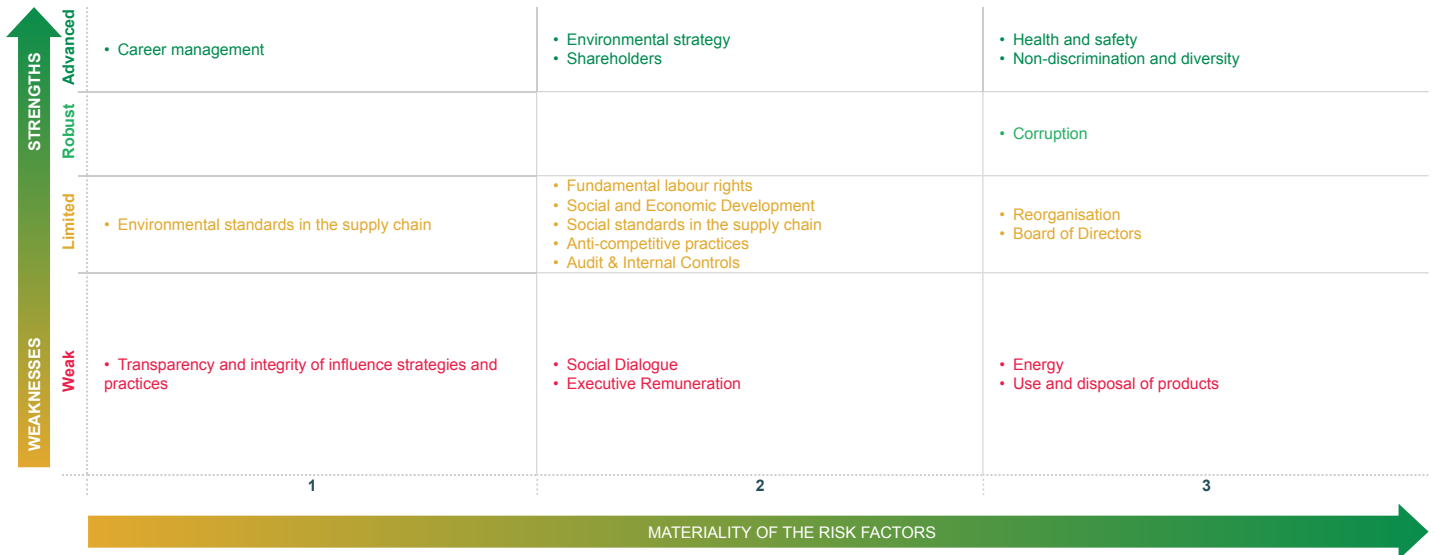 STRENGTHS
WEAKNESSES
Advanced
• Career management
• Environmental strategy
• Shareholders
• Health and safety
• Non-discrimination and diversity
Robust
• Corruption
Limited
• Environmental standards in the supply chain
• Fundamental labour rights
• Social and Economic Development
• Social standards in the supply chain
• Anti-competitive practices
• Audit & Internal Controls
• Reorganisation
• Board of Directors
Weak
• Transparency and integrity of influence strategies and
practices
• Social Dialogue
• Executive Remuneration
• Energy
• Use and disposal of products
1
2
3
MATERIALITY OF THE RISK FACTORS